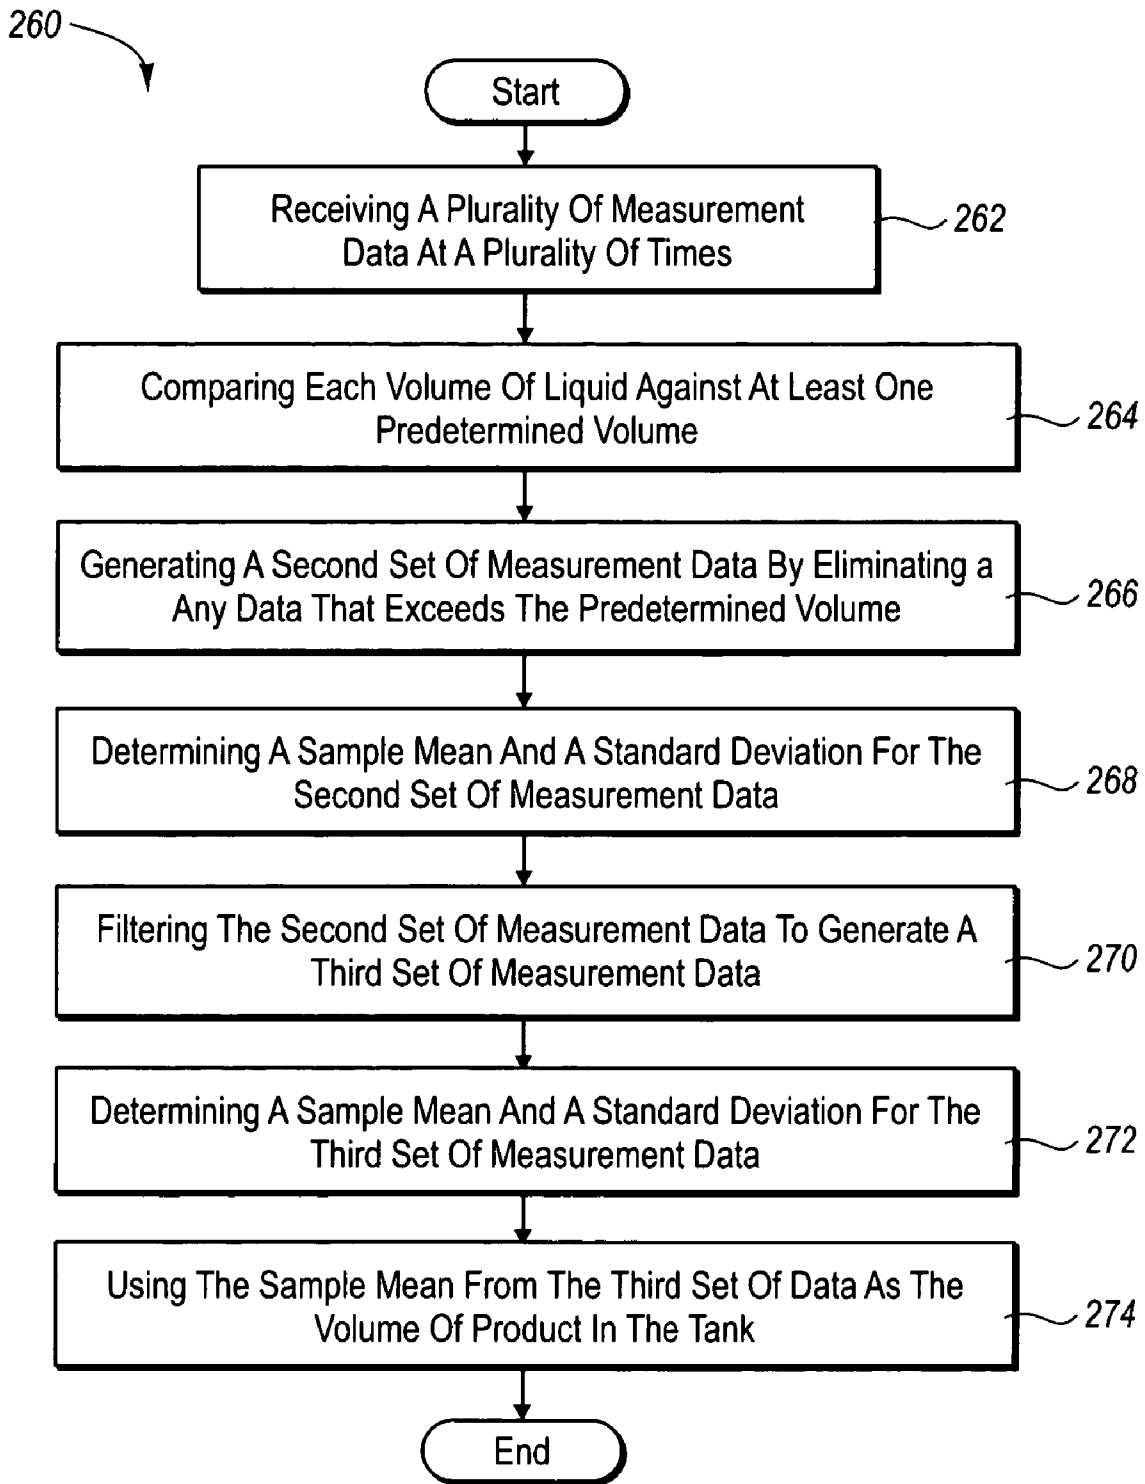 260
Start
Receiving A Plurality Of Measurement
Data At A Plurality Of Times
262
Comparing Each Volume Of Liquid Against At Least One
Predetermined Volume
264
Generating A Second Set Of Measurement Data By Eliminating a
Any Data That Exceeds The Predetermined Volume
266
Determining A Sample Mean And A Standard Deviation For The
Second Set Of Measurement Data
268
Filtering The Second Set Of Measurement Data To Generate A
Third Set Of Measurement Data
270
Determining A Sample Mean And A Standard Deviation For The
Third Set Of Measurement Data
272
Using The Sample Mean From The Third Set Of Data As The
Volume Of Product In The Tank
274
End